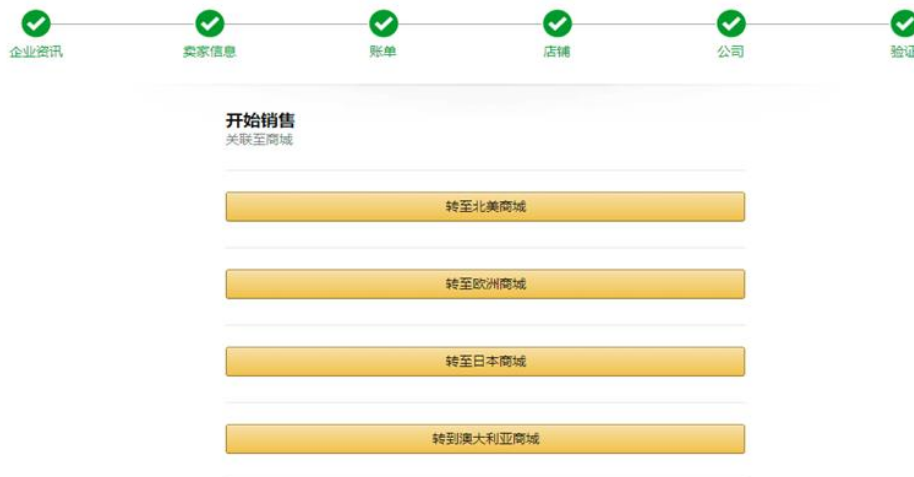 企业资讯 卖家信息 账单 店铺 公司 验证
开始销售
关联至商城
转至北美商城
转至欧洲商城
转至日本商城
转到澳大利亚商城